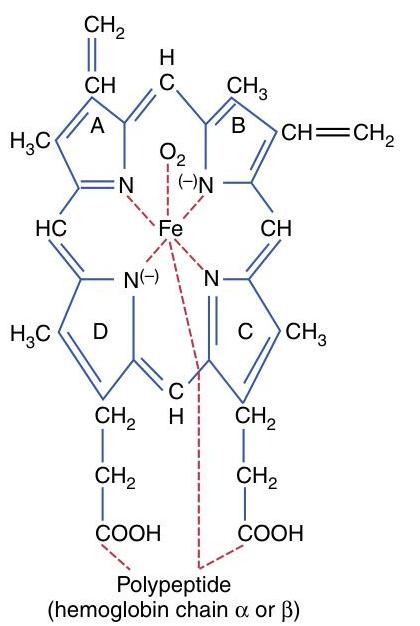 CH₂
CH
H
C
CH₃
H₃C
A
B
CH=CH₂
O₂
N
(–)N
HC
Fe
CH
N(–)
N
H₃C
D
C
CH₃
C
H
CH₂
CH₂
CH₂
CH₂
COOH
COOH
Polypeptide
(hemoglobin chain α or β)